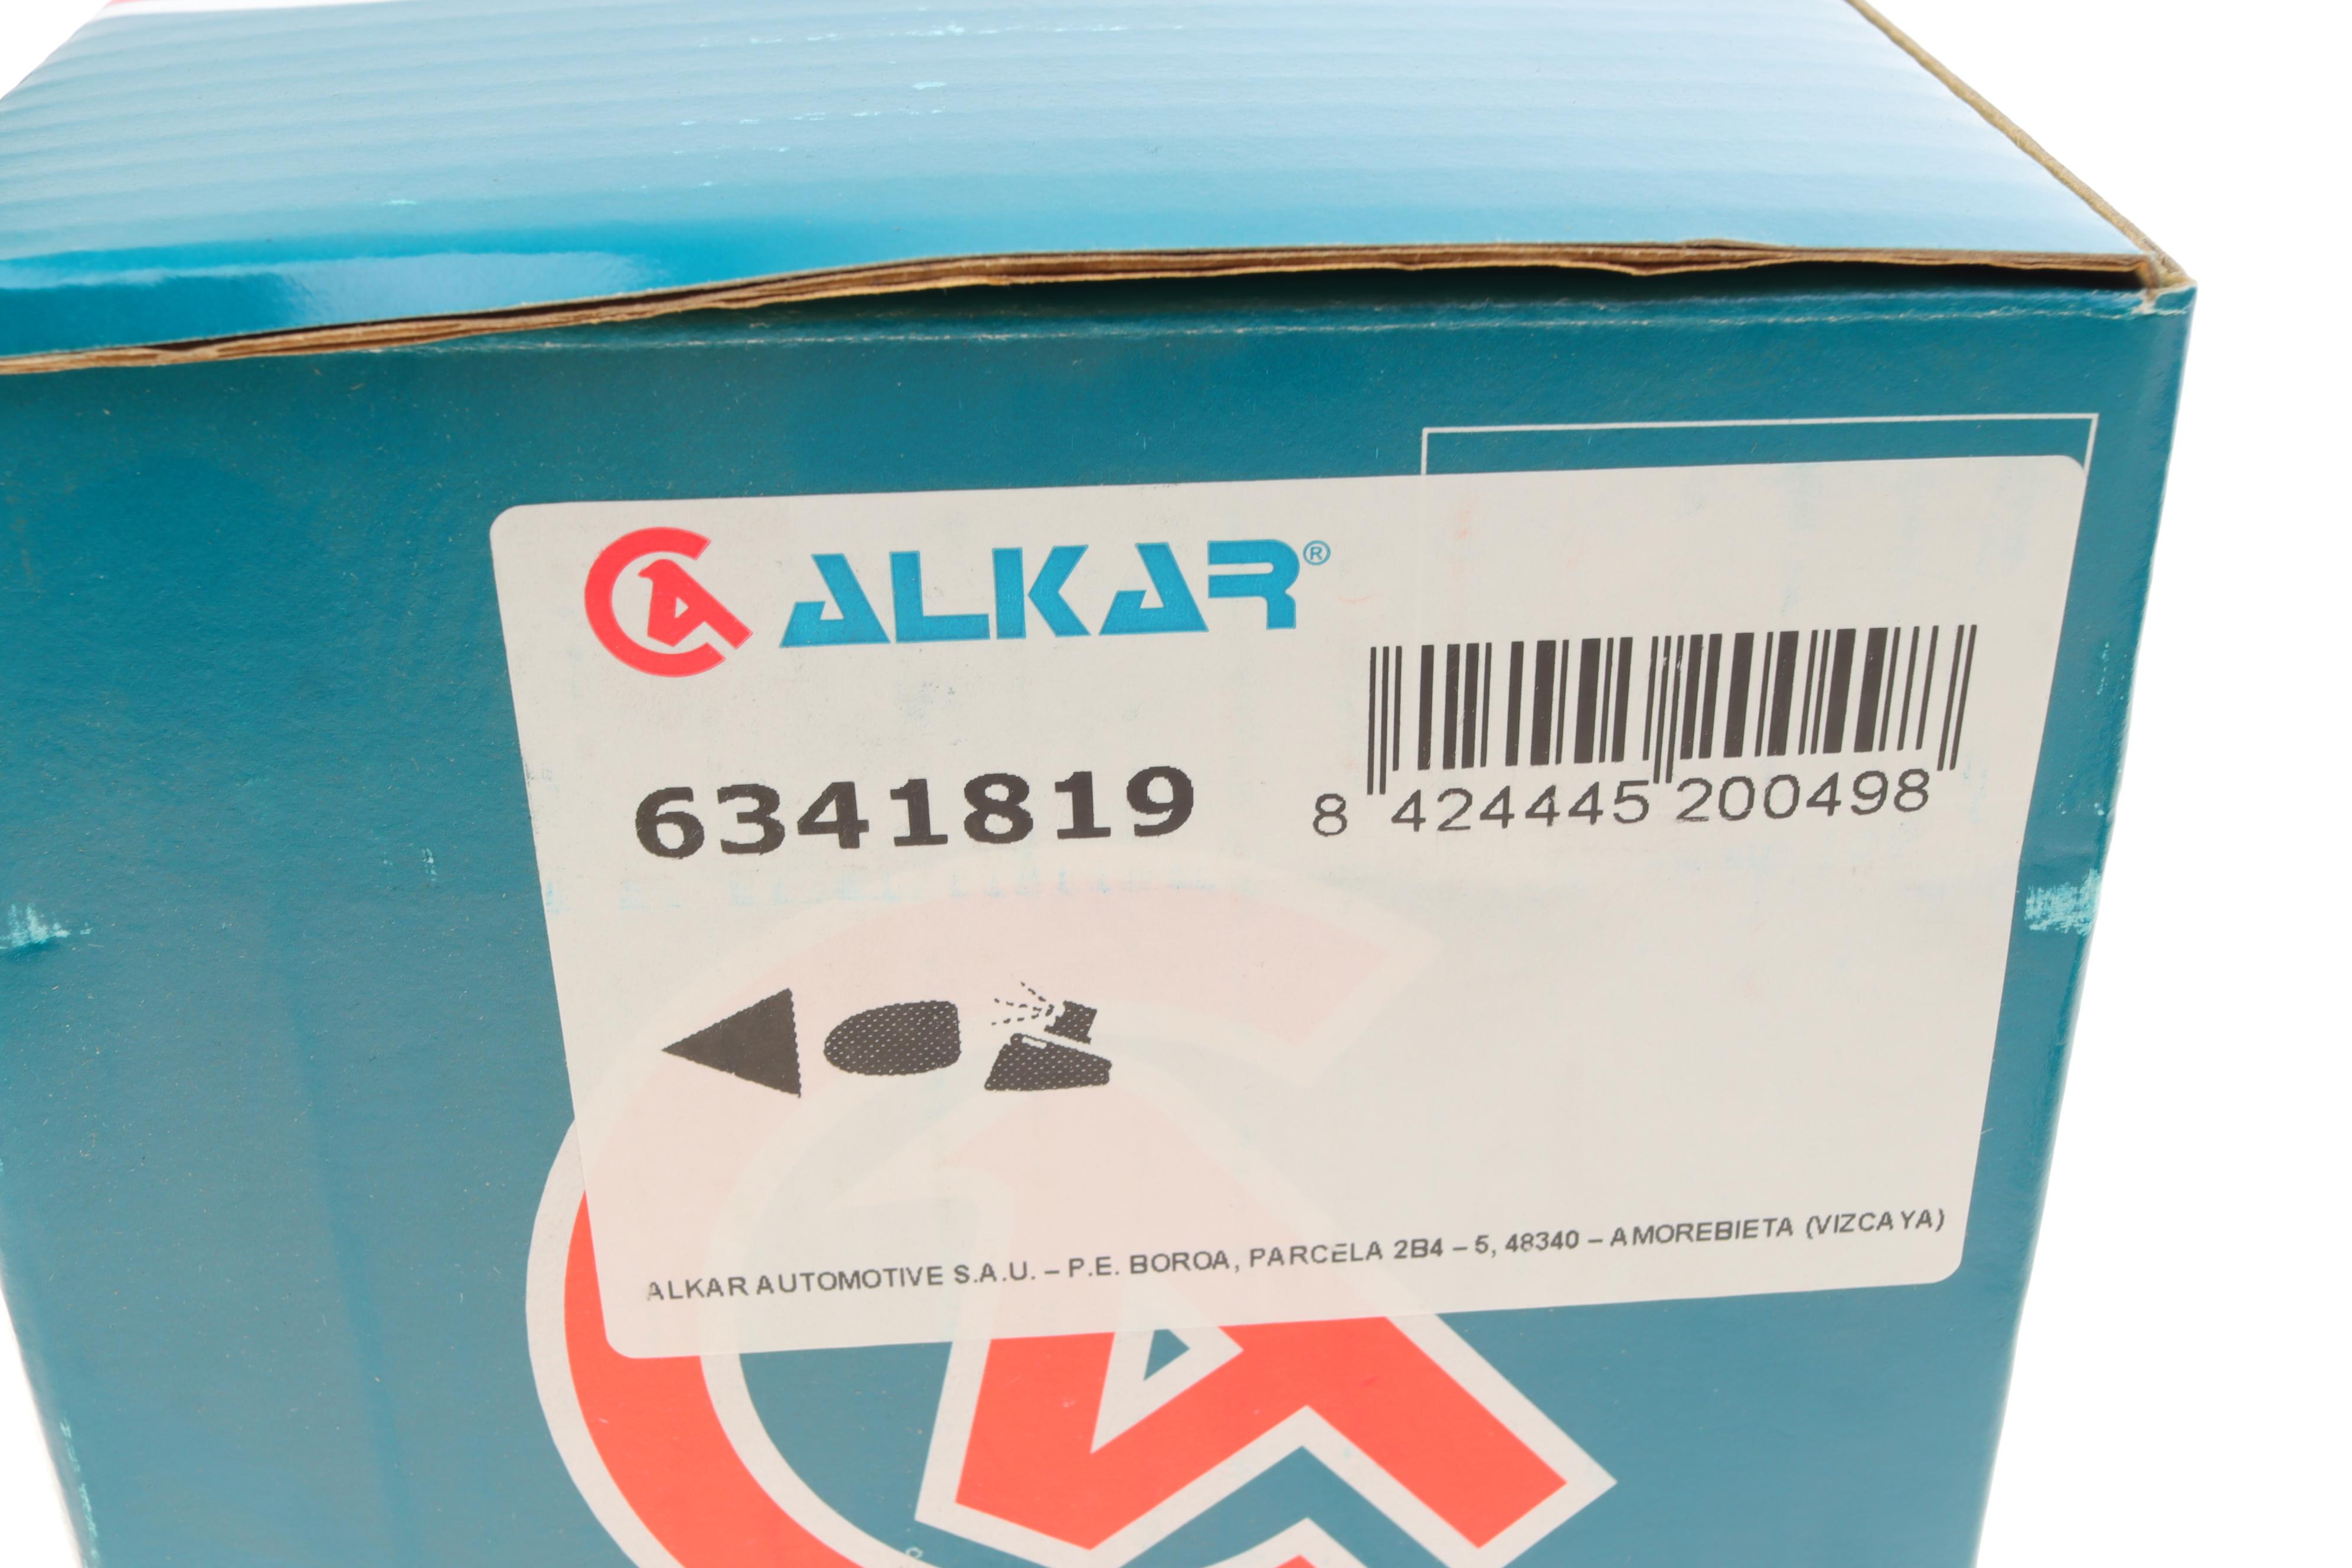 ALKAR®
6341819
8 424445 200498
ALKAR AUTOMOTIVE S.A.U. – P.E. BOROA, PARCELA 2B4 – 5, 48340 – AMOREBIETA (VIZCAYA)